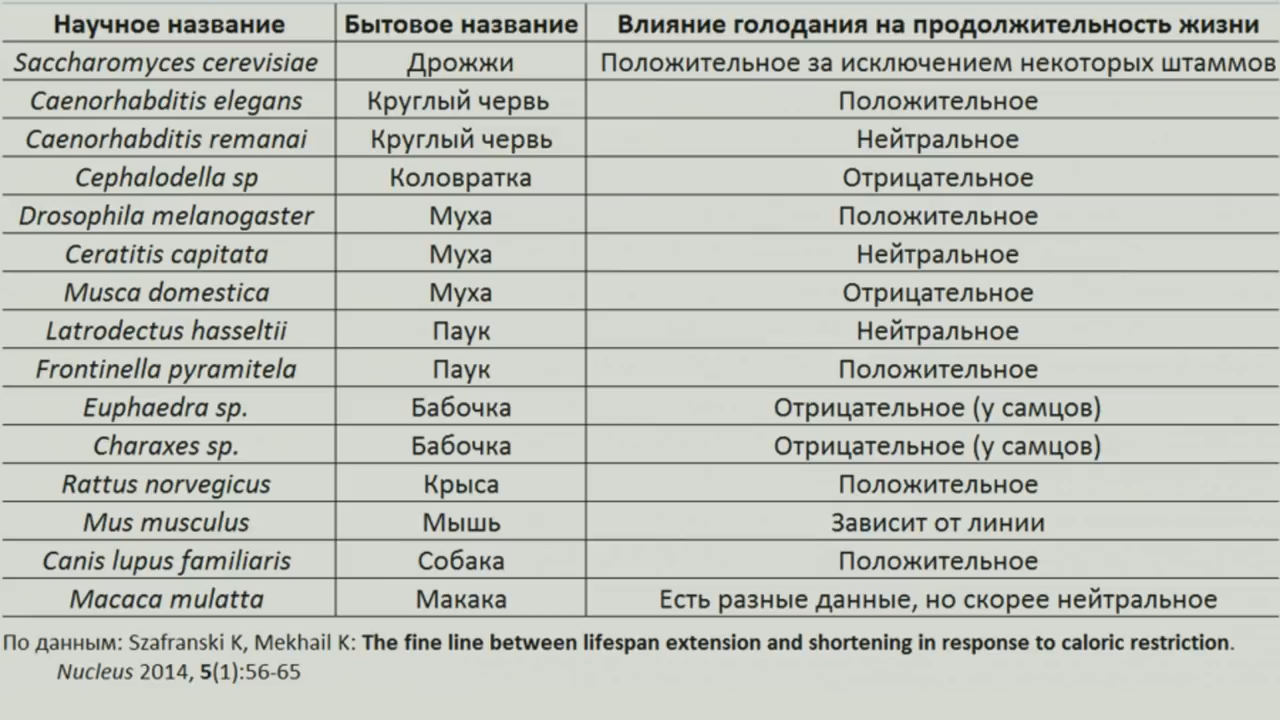 Научное название Бытовое название Влияние голодания на продолжительность жизни
Saccharomyces cerevisiae Дрожжи Положительное за исключением некоторых штаммов
Caenorhabditis elegans Круглый червь Положительное
Caenorhabditis remanai Круглый червь Нейтральное
Cephalodella sp Коловратка Отрицательное
Drosophila melanogaster Муха Положительное
Ceratitis capitata Муха Нейтральное
Musca domestica Муха Отрицательное
Latrodectus hasseltii Паук Нейтральное
Frontinella pyramitela Паук Положительное
Euphaedra sp. Бабочка Отрицательное (у самцов)
Charaxes sp. Бабочка Отрицательное (у самцов)
Rattus norvegicus Крыса Положительное
Mus musculus Мышь Зависит от линии
Canis lupus familiaris Собака Положительное
Macaca mulatta Макака Есть разные данные, но скорее нейтральное
По данным: Szafranski K, Mekhail K: The fine line between lifespan extension and shortening in response to caloric restriction.
Nucleus 2014, 5(1):56-65